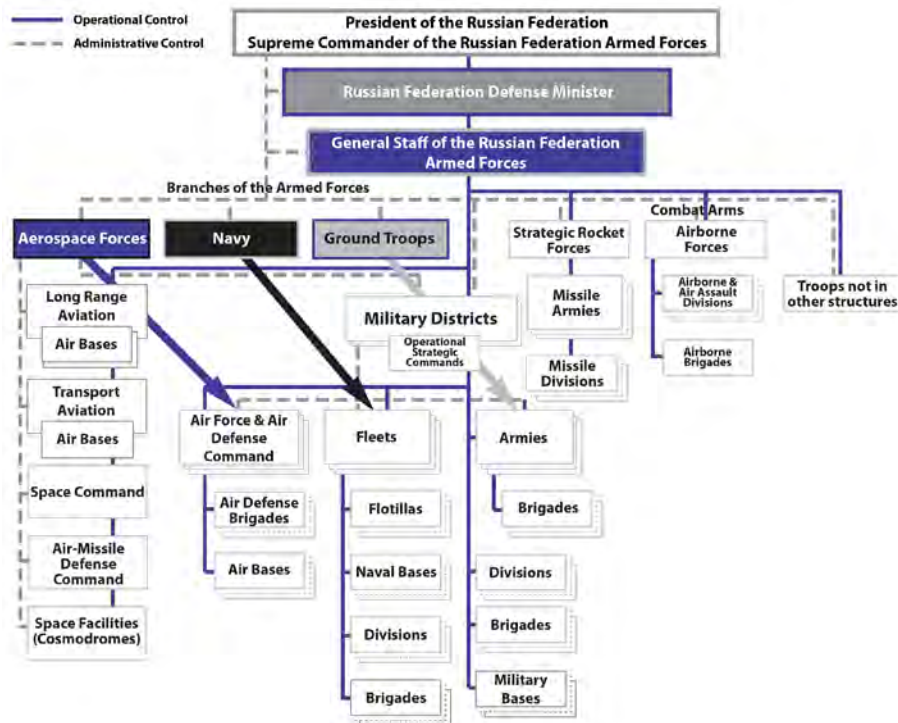 Operational Control
Administrative Control
President of the Russian Federation
Supreme Commander of the Russian Federation Armed Forces
Russian Federation Defense Minister
General Staff of the Russian Federation
Armed Forces
Branches of the Armed Forces
Combat Arms
Aerospace Forces
Navy
Ground Troops
Strategic Rocket
Forces
Airborne
Forces
Long Range
Aviation
Air Bases
Transport
Aviation
Air Bases
Space Command
Air-Missile
Defense
Command
Space Facilities
(Cosmodromes)
Military Districts
Operational
Strategic
Commands
Missile
Armies
Missile
Divisions
Airborne &
Air Assault
Divisions
Airborne
Brigades
Troops not in
other structures
Air Force & Air
Defense
Command
Air Defense
Brigades
Air Bases
Fleets
Flotillas
Naval Bases
Divisions
Brigades
Armies
Brigades
Divisions
Brigades
Military
Bases